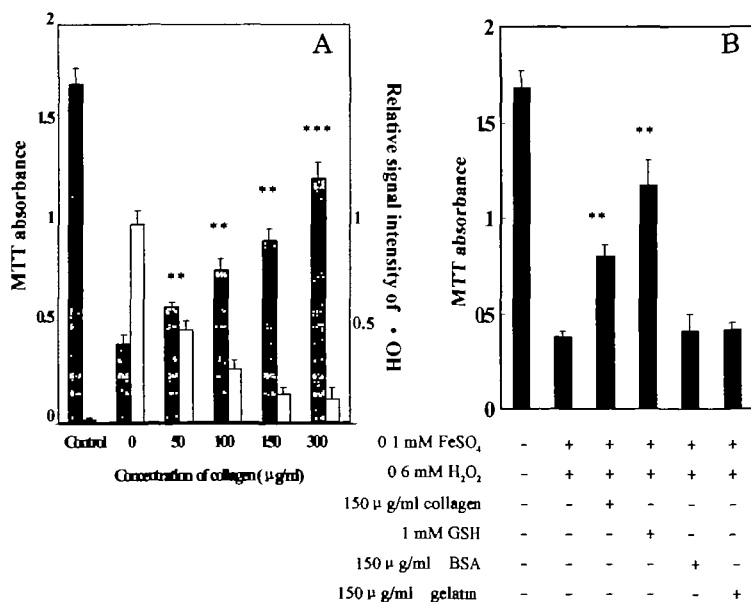 A
2
1.5
1
0.5
0
MTT absorbance
**
**
**
***
1
0.5
Relative signal intensity of •OH
Control 0 50 100 150 300
Concentration of collagen (μg/ml)
B
2
1.5
1
05
0
MTT absorbance
**
**
0 1 mM FeSO₄ - + + + + +
0 6 mM H₂O₂ - + + + + +
150 μ g/ml collagen - - + - - -
1 mM GSH - - - + - -
150 μ g/ml BSA - - - - + -
150 μ g/ml gelatin - - - - - +